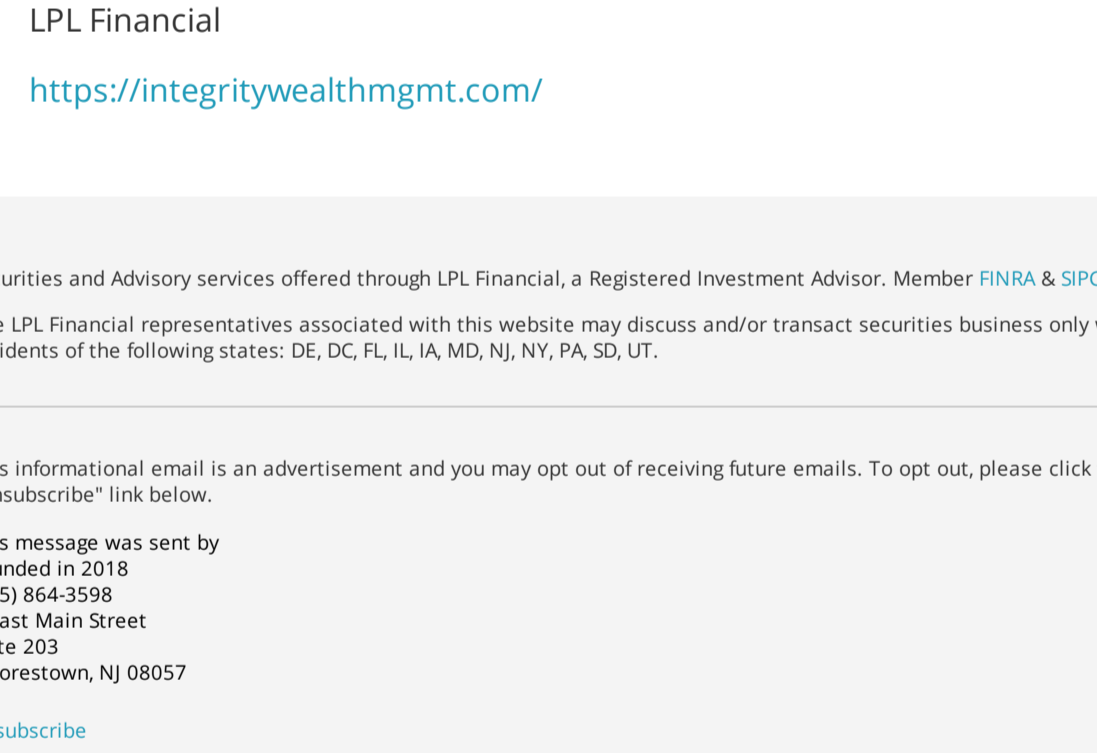 LPL Financial
https://integritywealthmgmt.com/
urities and Advisory services offered through LPL Financial, a Registered Investment Advisor. Member FINRA & SIPC
e LPL Financial representatives associated with this website may discuss and/or transact securities business only
idents of the following states: DE, DC, FL, IL, IA, MD, NJ, NY, PA, SD, UT.
s informational email is an advertisement and you may opt out of receiving future emails. To opt out, please click
subscribe" link below.
s message was sent by
unded in 2018
5) 864-3598
ast Main Street
te 203
orestown, NJ 08057
subscribe